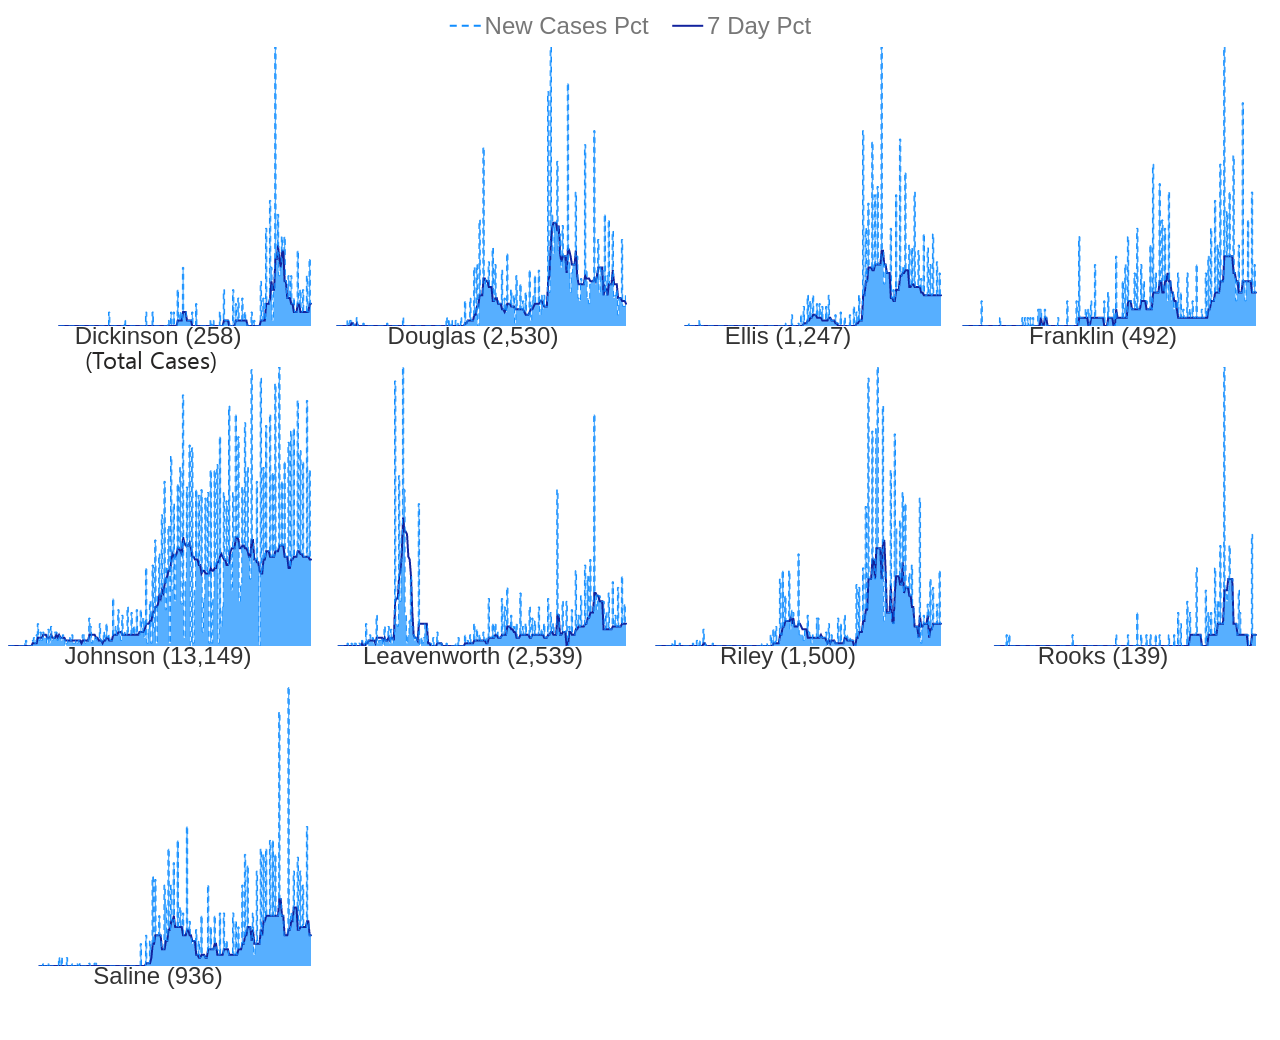 New Cases Pct 7 Day Pct
Dickinson (258) Douglas (2,530) Ellis (1,247) Franklin (492)
(Total Cases)
Johnson (13,149) Leavenworth (2,539) Riley (1,500) Rooks (139)
Saline (936)